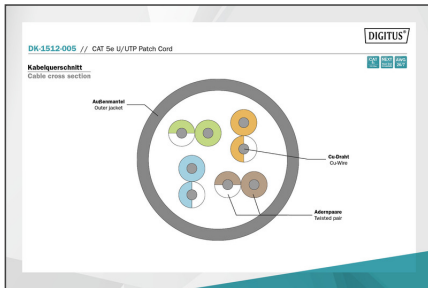 DIGITUS®
DK-1512-005 // CAT 5e U/UTP Patch Cord
Kabelquerschnitt
Cable cross section
Außenmantel
Outer jacket
Cu-Draht
Cu-Wire
Adernpaare
Twisted pair